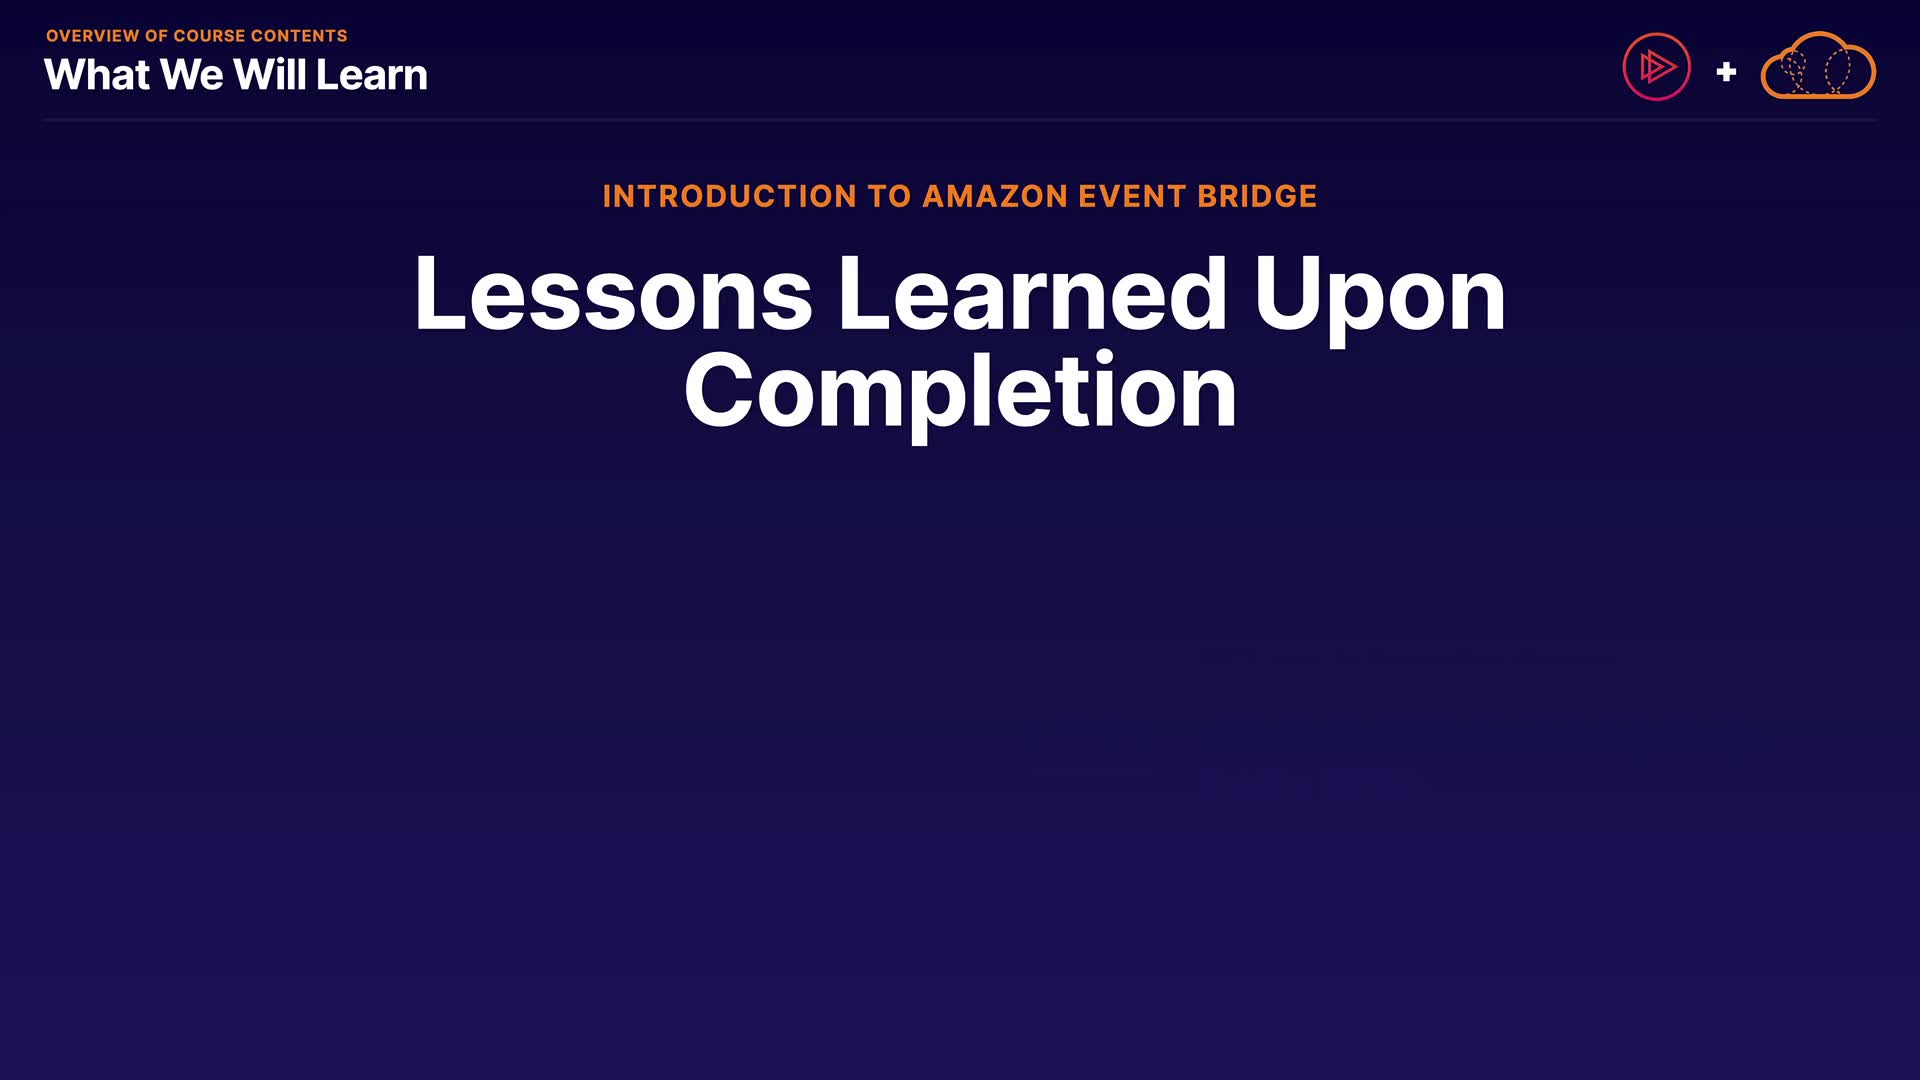 OVERVIEW OF COURSE CONTENTS
What We Will Learn
INTRODUCTION TO AMAZON EVENT BRIDGE
Lessons Learned Upon
Completion